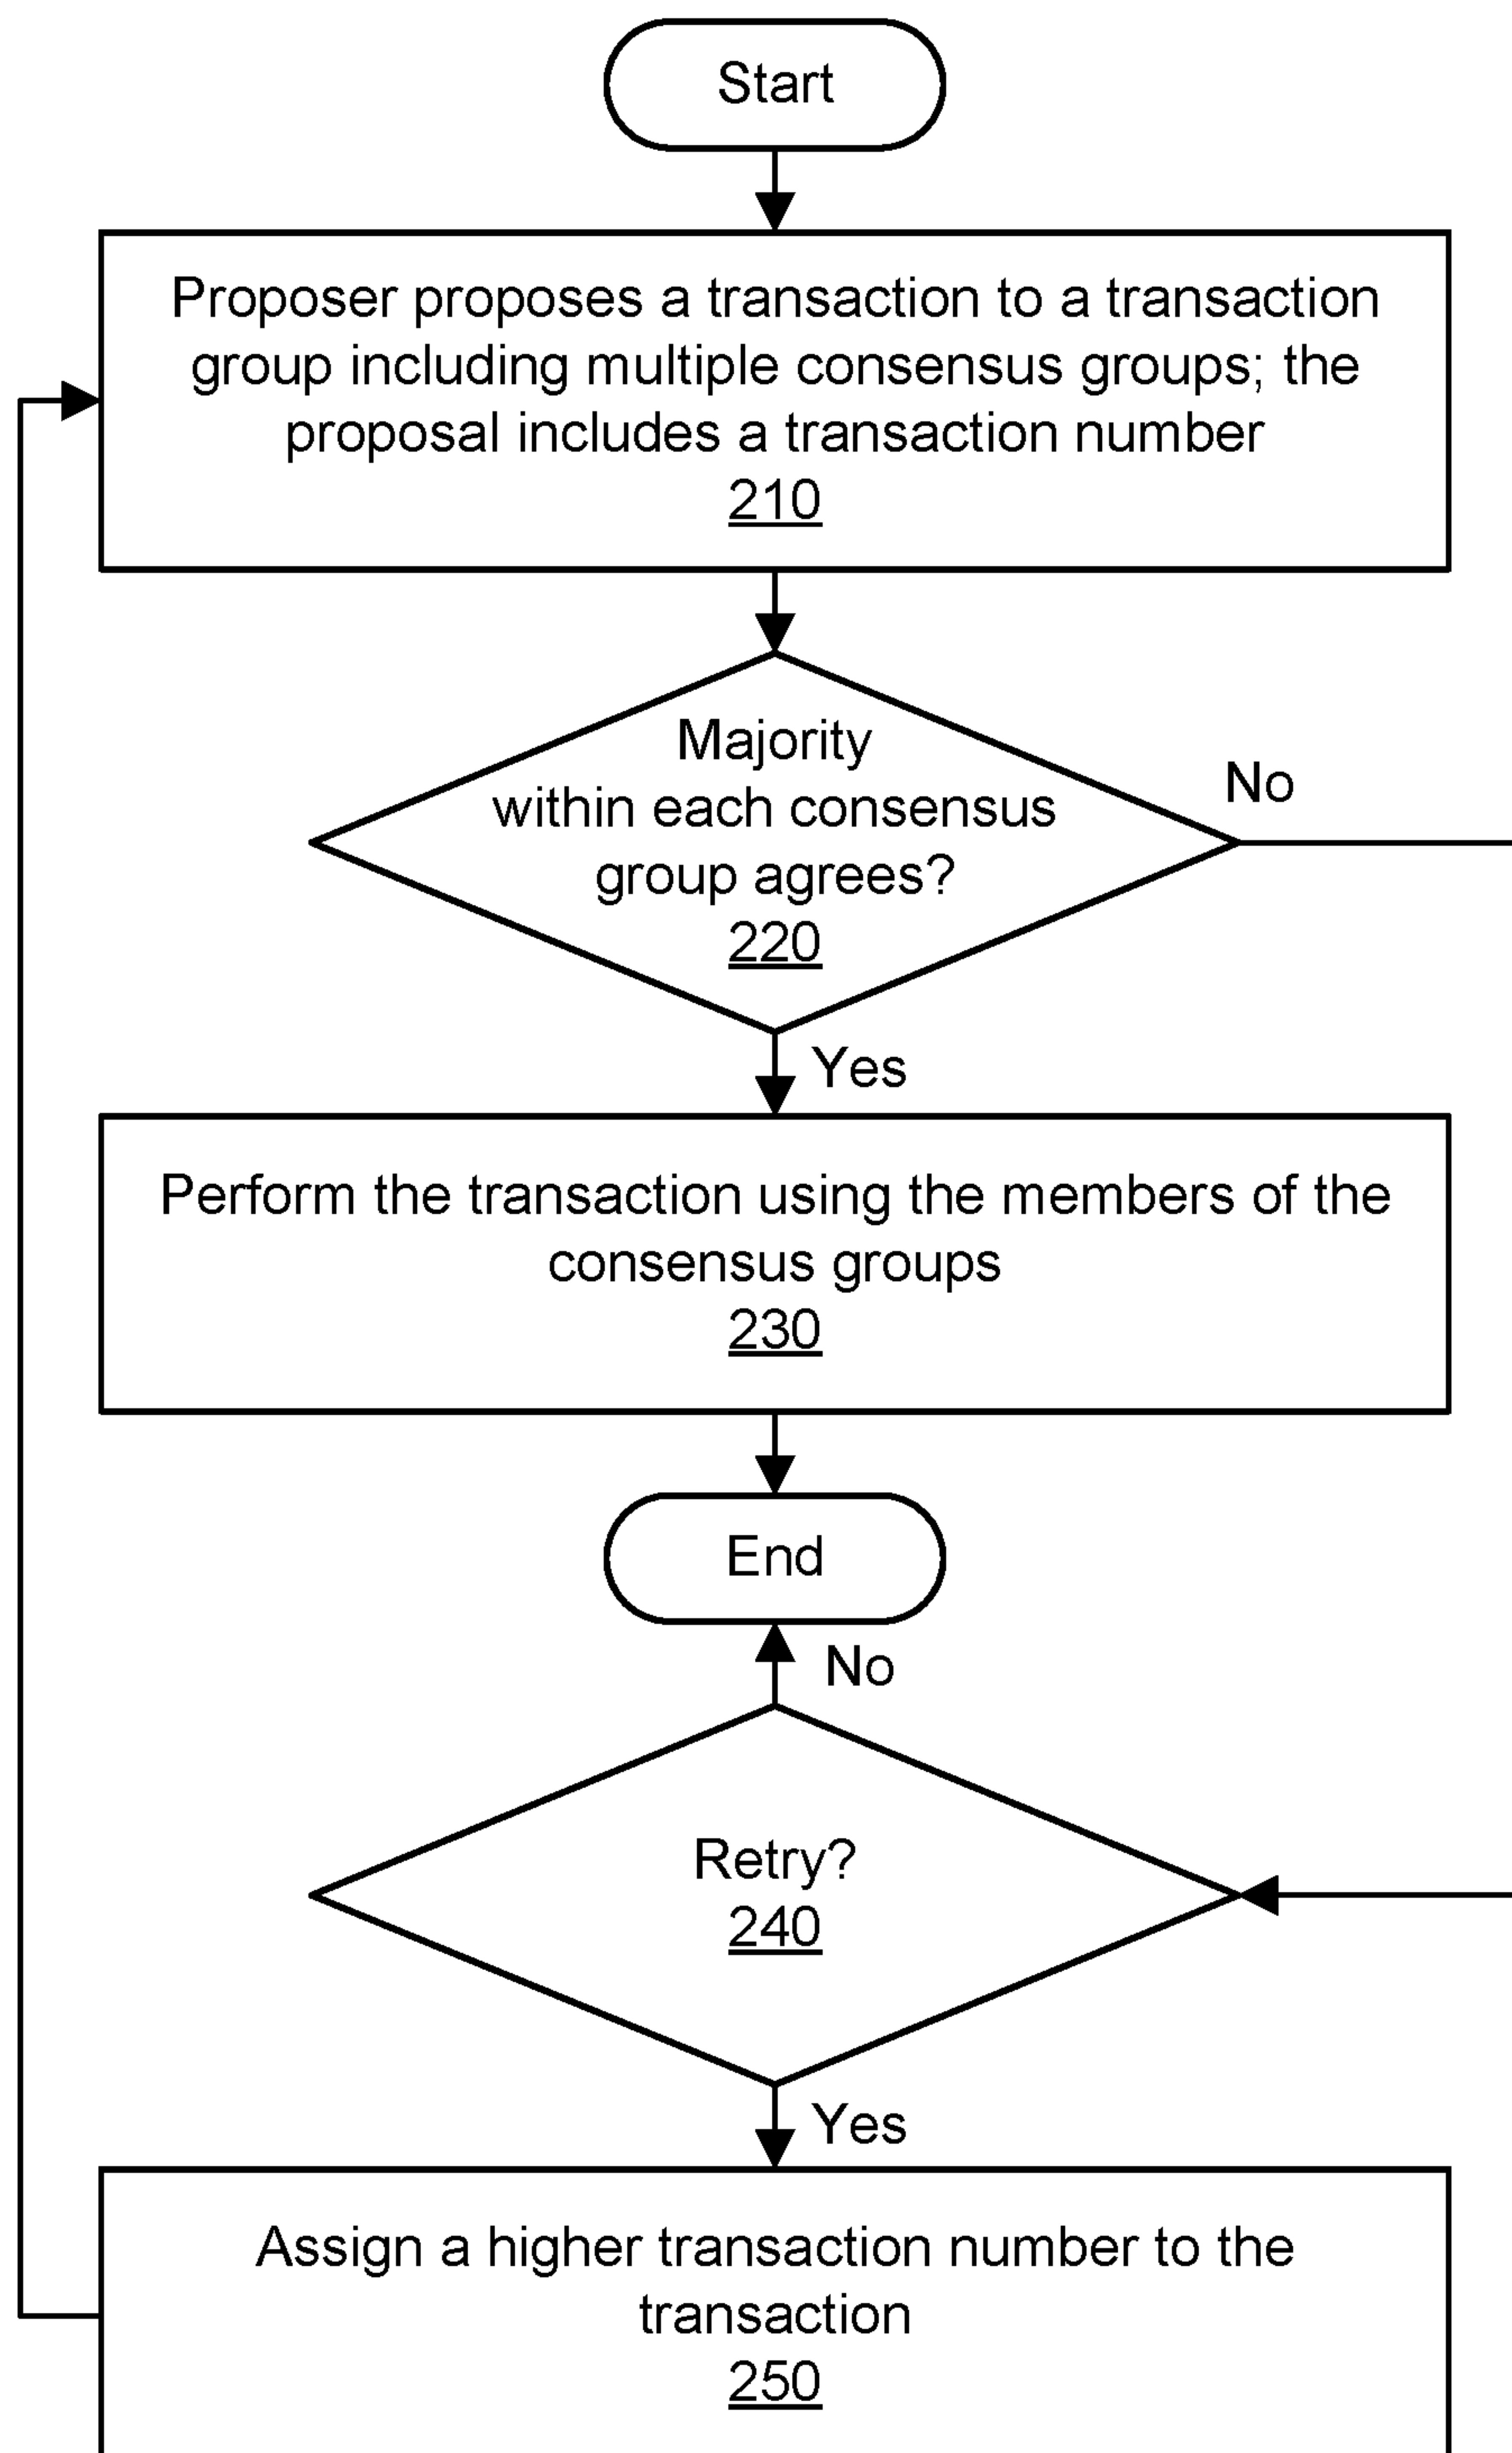 Start
Proposer proposes a transaction to a transaction
group including multiple consensus groups; the
proposal includes a transaction number
210
Majority
within each consensus
group agrees?
220
No
Yes
Perform the transaction using the members of the
consensus groups
230
End
No
Retry?
240
Yes
Assign a higher transaction number to the
transaction
250